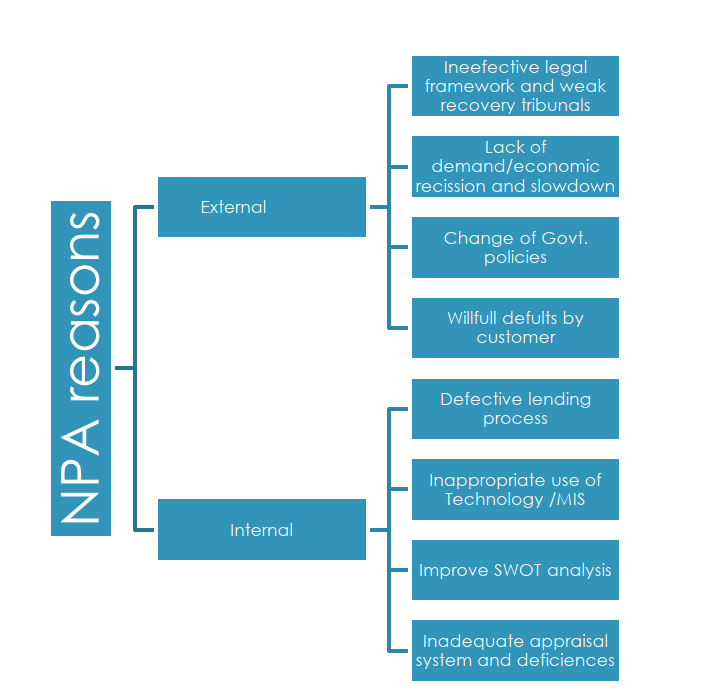 NPA reasons
External
Ineefective legal
framework and weak
recovery tribunals
Lack of
demand/economic
recission and slowdown
Change of Govt.
policies
Willfull defults by
customer
Internal
Defective lending
process
Inappropriate use of
Technology /MIS
Improve SWOT analysis
Inadequate appraisal
system and deficiences